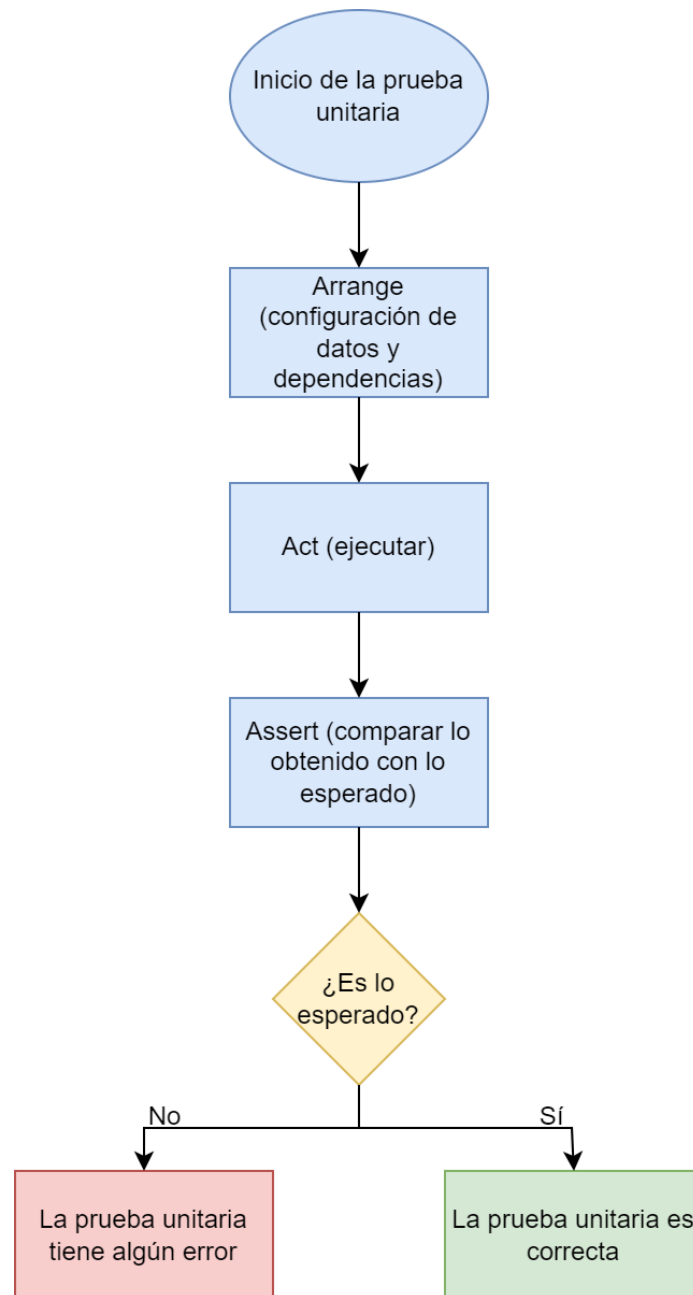 Inicio de la prueba
unitaria
Arrange
(configuración de
datos y
dependencias)
Act (ejecutar)
Assert (comparar lo
obtenido con lo
esperado)
¿Es lo
esperado?
No
Sí
La prueba unitaria
tiene algún error
La prueba unitaria es
correcta